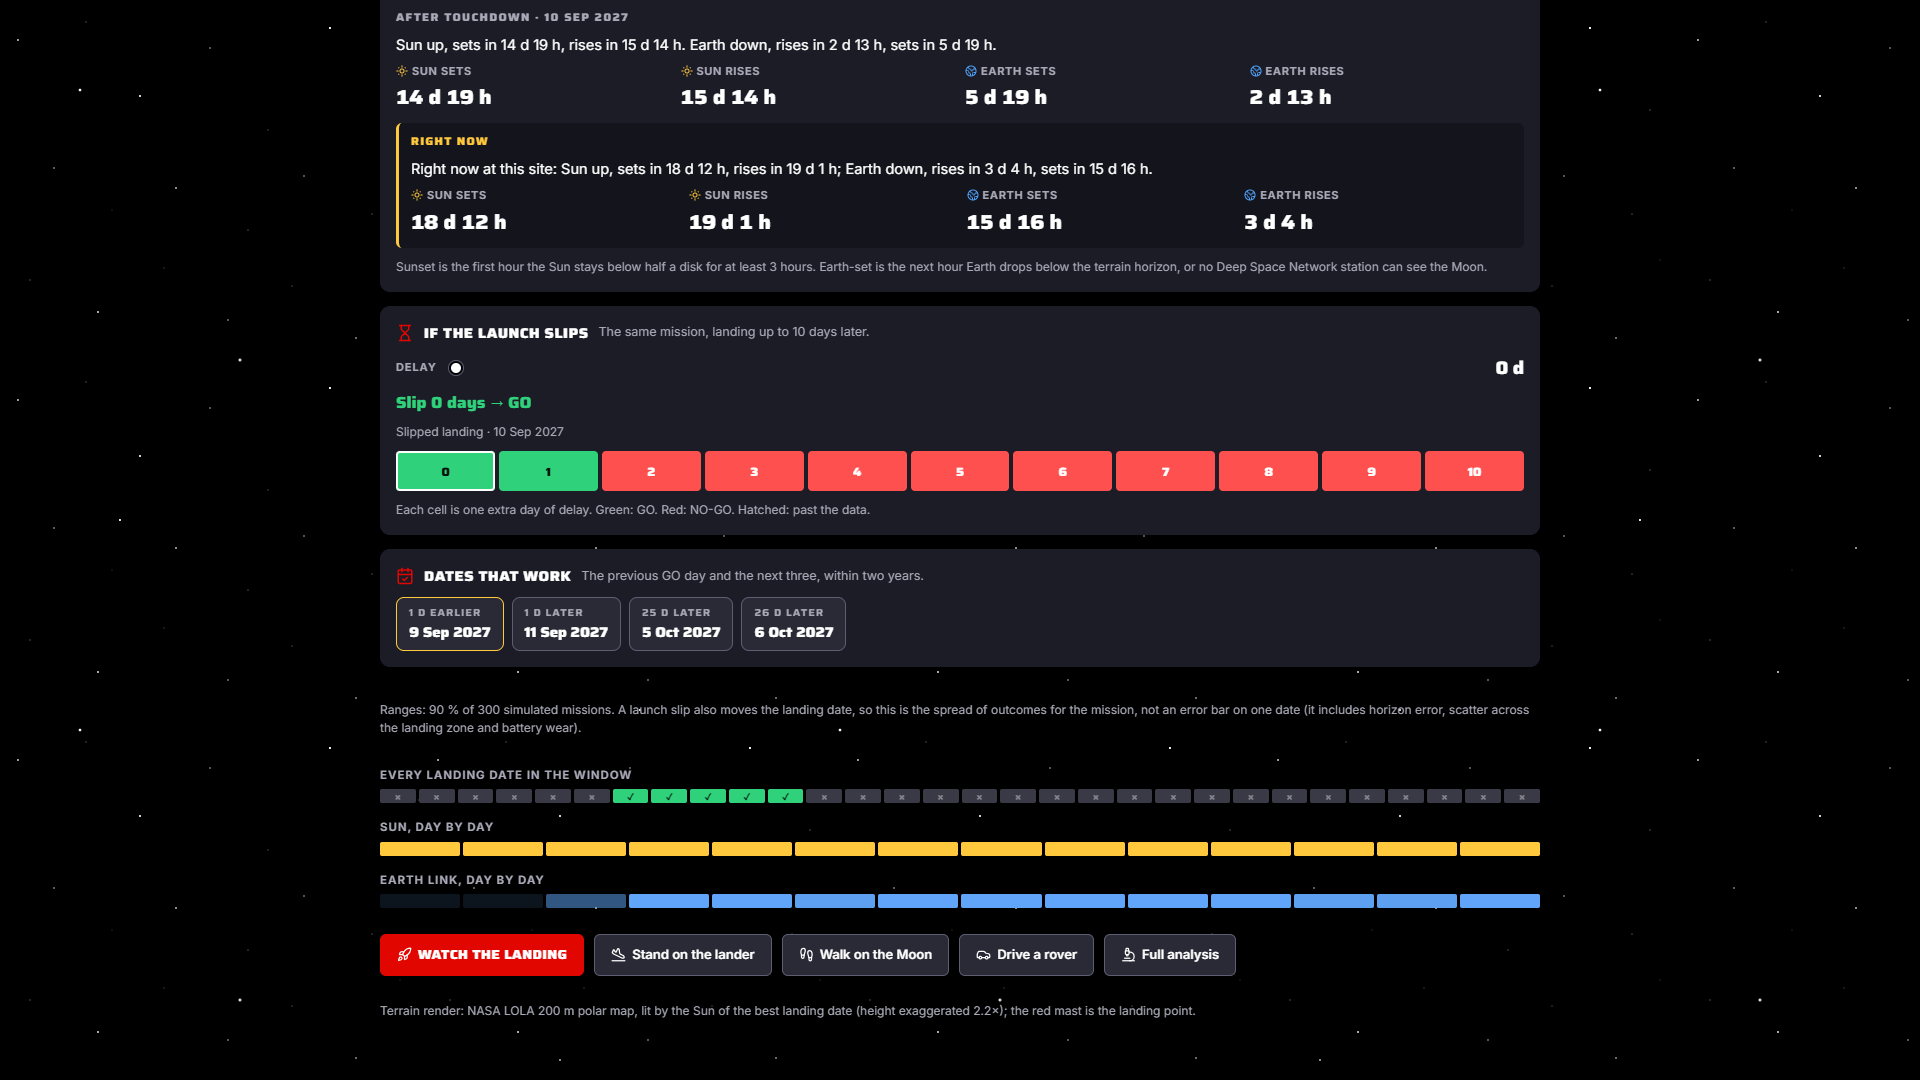 AFTER TOUCHDOWN · 10 SEP 2027
Sun up, sets in 14 d 19 h, rises in 15 d 14 h. Earth down, rises in 2 d 13 h, sets in 5 d 19 h.
SUN SETS SUN RISES EARTH SETS EARTH RISES
14 d 19 h 15 d 14 h 5 d 19 h 2 d 13 h
RIGHT NOW
Right now at this site: Sun up, sets in 18 d 12 h, rises in 19 d 1 h; Earth down, rises in 3 d 4 h, sets in 15 d 16 h.
SUN SETS SUN RISES EARTH SETS EARTH RISES
18 d 12 h 19 d 1 h 15 d 16 h 3 d 4 h
Sunset is the first hour the Sun stays below half a disk for at least 3 hours. Earth-set is the next hour Earth drops below the terrain horizon, or no Deep Space Network station can see the Moon.
IF THE LAUNCH SLIPS The same mission, landing up to 10 days later.
DELAY 0 d
Slip 0 days → GO
Slipped landing · 10 Sep 2027
0 1 2 3 4 5 6 7 8 9 10
Each cell is one extra day of delay. Green: GO. Red: NO-GO. Hatched: past the data.
DATES THAT WORK The previous GO day and the next three, within two years.
1 D EARLIER 1 D LATER 25 D LATER 26 D LATER
9 Sep 2027 11 Sep 2027 5 Oct 2027 6 Oct 2027
Ranges: 90 % of 300 simulated missions. A launch slip also moves the landing date, so this is the spread of outcomes for the mission, not an error bar on one date (it includes horizon error, scatter across
the landing zone and battery wear).
EVERY LANDING DATE IN THE WINDOW
× × × × × × ✓ ✓ ✓ ✓ ✓ × × × × × × × × × × × × × × × × × × ×
SUN, DAY BY DAY
EARTH LINK, DAY BY DAY
WATCH THE LANDING Stand on the lander Walk on the Moon Drive a rover Full analysis
Terrain render: NASA LOLA 200 m polar map, lit by the Sun of the best landing date (height exaggerated 2.2×); the red mast is the landing point.